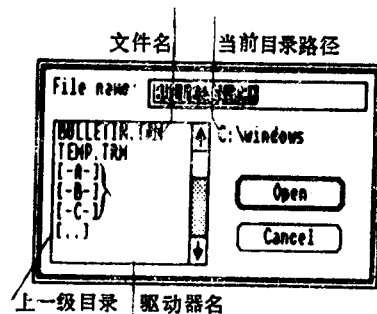 文件名 当前目录路径
File name:
BULLETIR.TRM C:\windows
TEMP.TRM
[-A-]
[-B-] Open
[-C-]
[..] Cancel
上一级目录 驱动器名